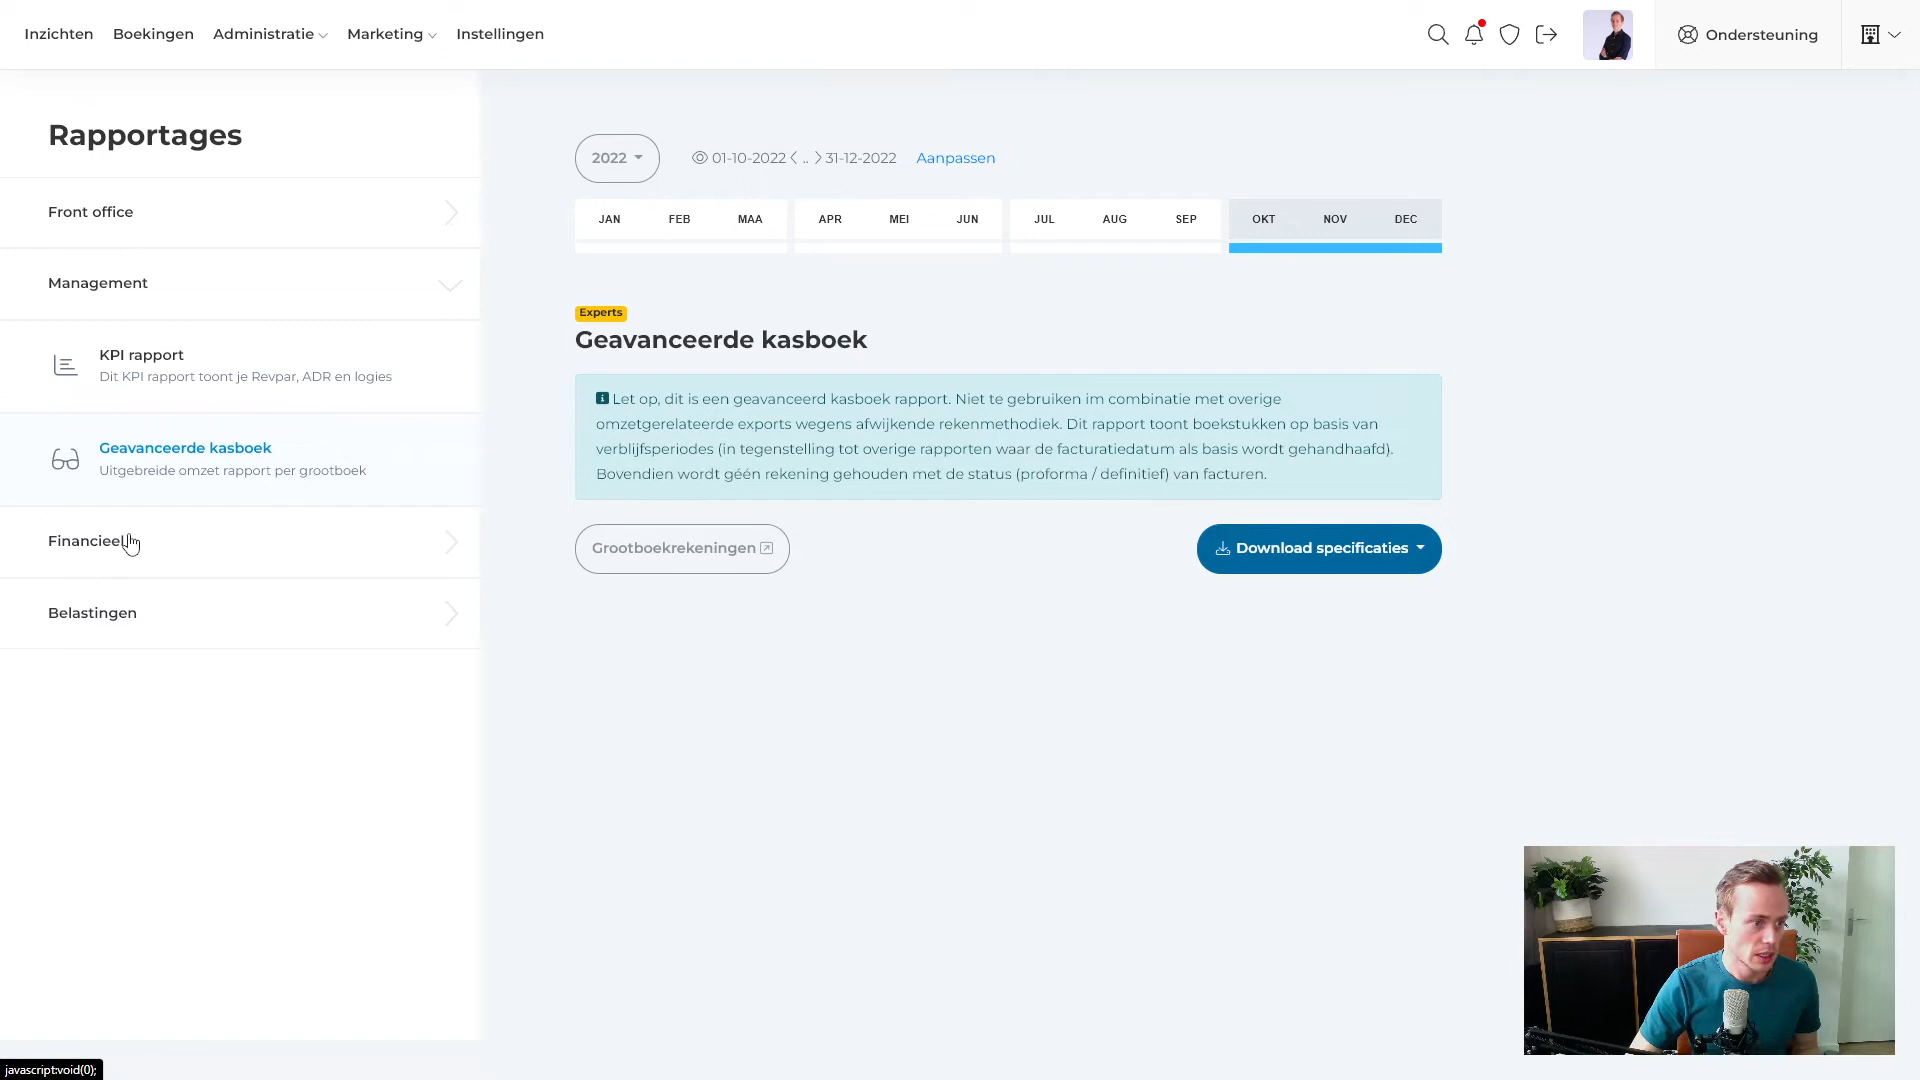 Inzichten
Boekingen
Administratie
Marketing
Instellingen
Ondersteuning
Rapportages
Front office
Management
KPI rapport
Dit KPI rapport toont je Revpar, ADR en logies
Geavanceerde kasboek
Uitgebreide omzet rapport per grootboek
Financieel
Belastingen
2022
01-10-2022 .. 31-12-2022 Aanpassen
JAN FEB MAA APR MEI JUN JUL AUG SEP OKT NOV DEC
Experts
Geavanceerde kasboek
Let op, dit is een geavanceerd kasboek rapport. Niet te gebruiken im combinatie met overige
omzetgerelateerde exports wegens afwijkende rekenmethodiek. Dit rapport toont boekstukken op basis van
verblijfsperiodes (in tegenstelling tot overige rapporten waar de facturatiedatum als basis wordt gehandhaafd).
Bovendien wordt géén rekening gehouden met de status (proforma / definitief) van facturen.
Grootboekrekeningen
Download specificaties
javascript:void(0);